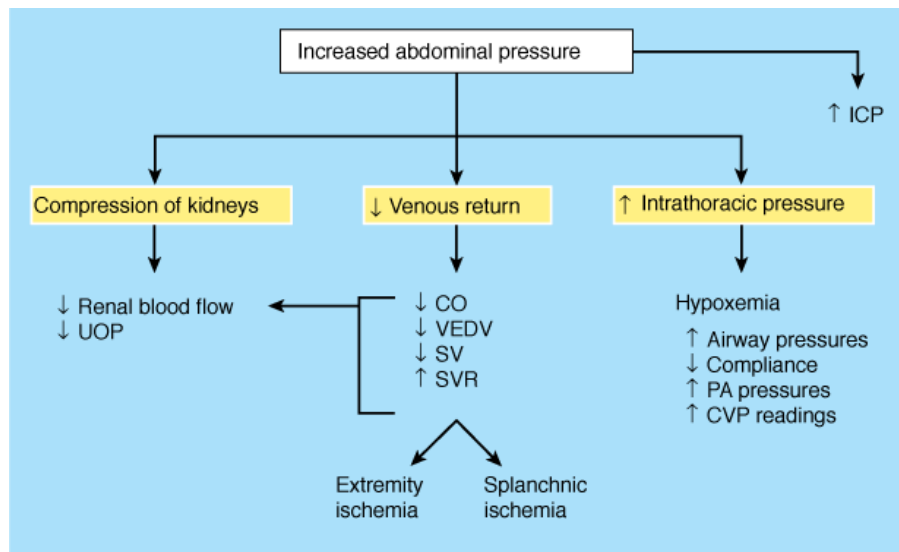 Increased abdominal pressure
↑ ICP
Compression of kidneys
↓ Venous return
↑ Intrathoracic pressure
↓ Renal blood flow
↓ UOP
↓ CO
↓ VEDV
↓ SV
↑ SVR
Hypoxemia
↑ Airway pressures
↓ Compliance
↑ PA pressures
↑ CVP readings
Extremity
ischemia
Splanchnic
ischemia